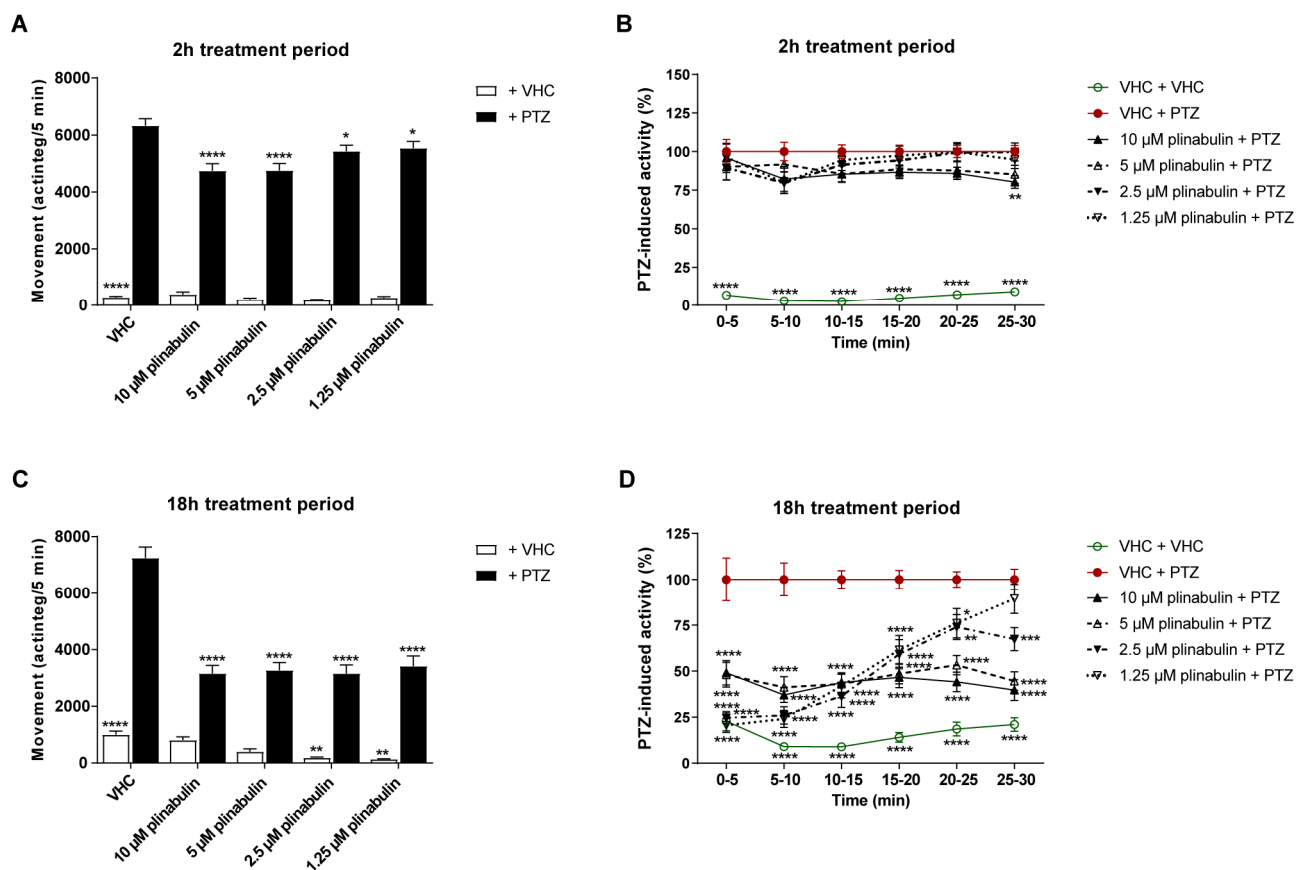 A
2h treatment period
Movement (actinteg/5 min)
8000
6000
4000
2000
0
+ VHC
+ PTZ
****
****
****
*
*
VHC
10 µM plinabulin
5 µM plinabulin
2.5 µM plinabulin
1.25 µM plinabulin
B
2h treatment period
PTZ-induced activity (%)
150
125
100
75
50
25
0
**
**** **** **** **** **** ****
0-5 5-10 10-15 15-20 20-25 25-30
Time (min)
VHC + VHC
VHC + PTZ
10 µM plinabulin + PTZ
5 µM plinabulin + PTZ
2.5 µM plinabulin + PTZ
1.25 µM plinabulin + PTZ
C
18h treatment period
Movement (actinteg/5 min)
8000
6000
4000
2000
0
+ VHC
+ PTZ
****
****
****
****
****
**
**
VHC
10 µM plinabulin
5 µM plinabulin
2.5 µM plinabulin
1.25 µM plinabulin
D
18h treatment period
PTZ-induced activity (%)
125
100
75
50
25
0
**** **** **** **** * **
***
**** **** **** ****
**** **** **** **** **** ****
**** **** ****
**** **** **** **** **** ****
0-5 5-10 10-15 15-20 20-25 25-30
Time (min)
VHC + VHC
VHC + PTZ
10 µM plinabulin + PTZ
5 µM plinabulin + PTZ
2.5 µM plinabulin + PTZ
1.25 µM plinabulin + PTZ